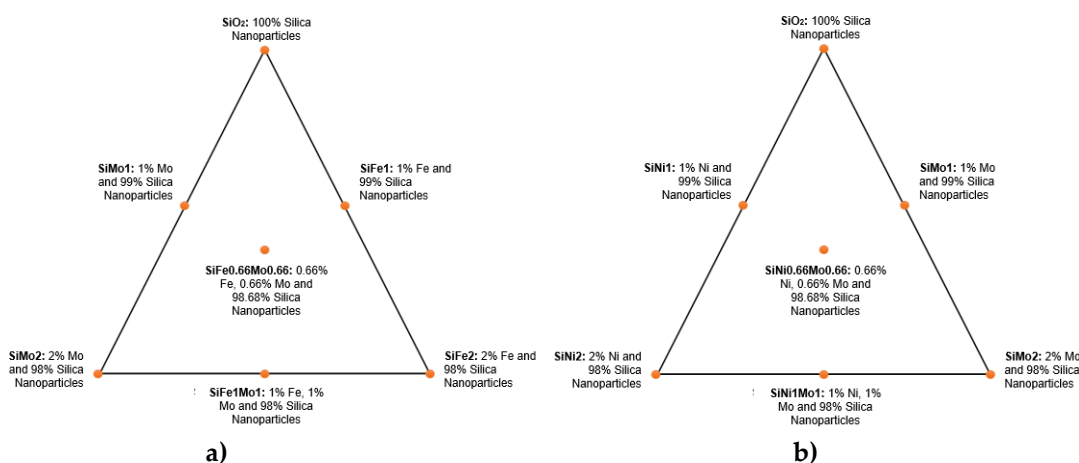 SiO₂: 100% Silica
Nanoparticles
SiMo1: 1% Mo
and 99% Silica
Nanoparticles
SiFe1: 1% Fe and
99% Silica
Nanoparticles
SiFe0.66Mo0.66: 0.66%
Fe, 0.66% Mo and
98.68% Silica
Nanoparticles
SiMo2: 2% Mo
and 98% Silica
Nanoparticles
SiFe2: 2% Fe and
98% Silica
Nanoparticles
SiFe1Mo1: 1% Fe, 1%
Mo and 98% Silica
Nanoparticles
a)
SiO₂: 100% Silica
Nanoparticles
SiNi1: 1% Ni and
99% Silica
Nanoparticles
SiMo1: 1% Mo
and 99% Silica
Nanoparticles
SiNi0.66Mo0.66: 0.66%
Ni, 0.66% Mo and
98.68% Silica
Nanoparticles
SiNi2: 2% Ni and
98% Silica
Nanoparticles
SiMo2: 2% Mo
and 98% Silica
Nanoparticles
SiNi1Mo1: 1% Ni, 1%
Mo and 98% Silica
Nanoparticles
b)